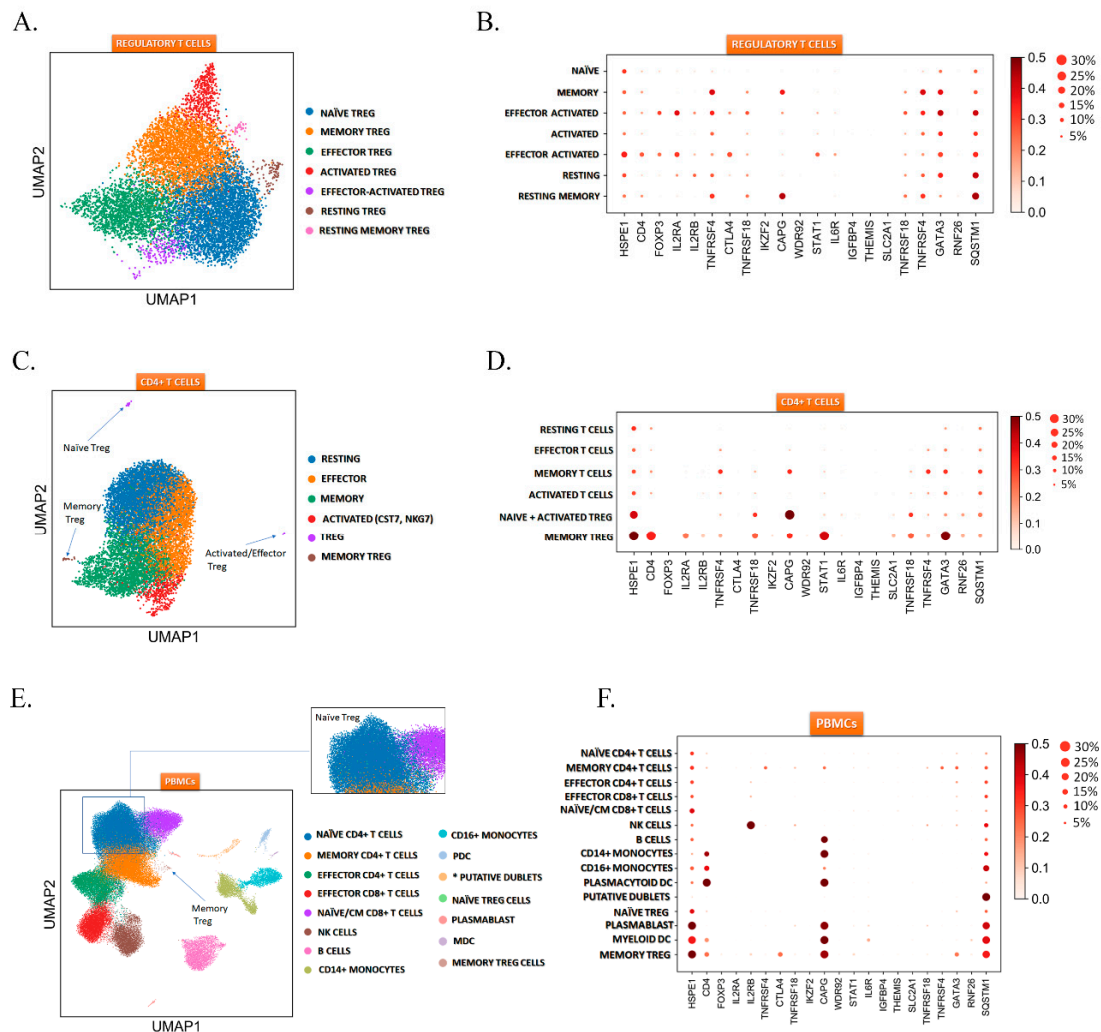 A.
REGULATORY T CELLS
UMAP2
UMAP1
NAÏVE TREG
MEMORY TREG
EFFECTOR TREG
ACTIVATED TREG
EFFECTOR-ACTIVATED TREG
RESTING TREG
RESTING MEMORY TREG
B.
REGULATORY T CELLS
NAÏVE
MEMORY
EFFECTOR ACTIVATED
ACTIVATED
EFFECTOR ACTIVATED
RESTING
RESTING MEMORY
HSPE1
CD4
FOXP3
IL2RA
IL2RB
TNFRSF4
CTLA4
TNFRSF18
IKZF2
CAPG
WDR92
STAT1
IL6R
IGFBP4
THEMIS
SLC2A1
TNFRSF18
TNFRSF4
GATA3
RNF26
SQSTM1
0.5
0.4
0.3
0.2
0.1
0.0
30%
25%
20%
15%
10%
5%
C.
CD4+ T CELLS
Naïve Treg
Memory
Treg
Activated/Effector
Treg
UMAP2
UMAP1
RESTING
EFFECTOR
MEMORY
ACTIVATED (CST7, NKG7)
TREG
MEMORY TREG
D.
CD4+ T CELLS
RESTING T CELLS
EFFECTOR T CELLS
MEMORY T CELLS
ACTIVATED T CELLS
NAIVE + ACTIVATED TREG
MEMORY TREG
HSPE1
CD4
FOXP3
IL2RA
IL2RB
TNFRSF4
CTLA4
TNFRSF18
IKZF2
CAPG
WDR92
STAT1
IL6R
IGFBP4
THEMIS
SLC2A1
TNFRSF18
TNFRSF4
GATA3
RNF26
SQSTM1
0.5
0.4
0.3
0.2
0.1
0.0
30%
25%
20%
15%
10%
5%
E.
Naïve Treg
PBMCs
Memory
Treg
UMAP2
UMAP1
NAÏVE CD4+ T CELLS
MEMORY CD4+ T CELLS
EFFECTOR CD4+ T CELLS
EFFECTOR CD8+ T CELLS
NAÏVE/CM CD8+ T CELLS
NK CELLS
B CELLS
CD14+ MONOCYTES
CD16+ MONOCYTES
PDC
* PUTATIVE DUBLETS
NAÏVE TREG CELLS
PLASMABLAST
MDC
MEMORY TREG CELLS
F.
PBMCs
NAÏVE CD4+ T CELLS
MEMORY CD4+ T CELLS
EFFECTOR CD4+ T CELLS
EFFECTOR CD8+ T CELLS
NAÏVE/CM CD8+ T CELLS
NK CELLS
B CELLS
CD14+ MONOCYTES
CD16+ MONOCYTES
PLASMACYTOID DC
PUTATIVE DUBLETS
NAÏVE TREG
PLASMABLAST
MYELOID DC
MEMORY TREG
HSPE1
CD4
FOXP3
IL2RA
IL2RB
TNFRSF4
CTLA4
TNFRSF18
IKZF2
CAPG
WDR92
STAT1
IL6R
IGFBP4
THEMIS
SLC2A1
TNFRSF18
TNFRSF4
GATA3
RNF26
SQSTM1
0.5
0.4
0.3
0.2
0.1
0.0
30%
25%
20%
15%
10%
5%